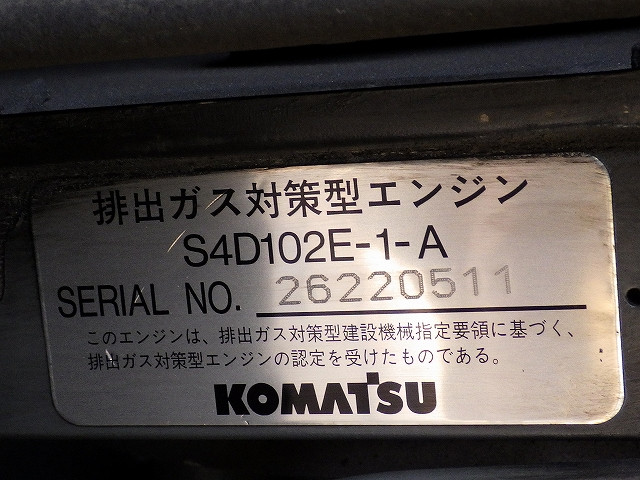 排出ガス対策型エンジン
S4D102E-1-A
SERIAL NO. 26220511
このエンジンは、排出ガス対策型建設機械指定要領に基づく、
排出ガス対策型エンジンの認定を受けたものである。
KOMATSU